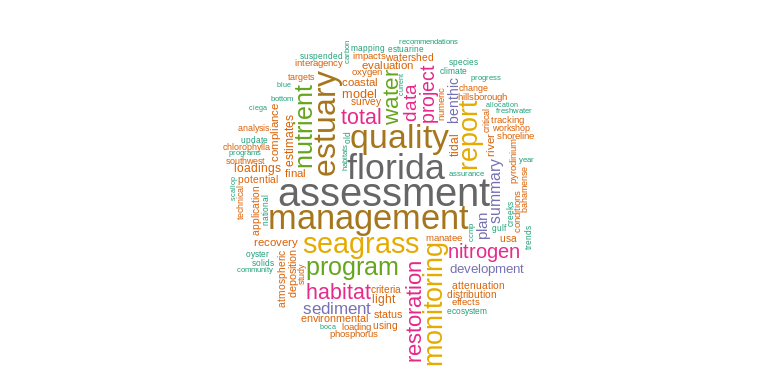 recommendations
carbon
mapping
estuarine
suspended
impacts
watershed
interagency
evaluation
species
oxygen
climate
targets
coastal
current
progress
blue
model
water
data
project
numeric
benthic
change
hillsborough
bottom
survey
allocation
ciega
nutrient
estuary
total
report
critical
freshwater
tracking
analysis
compliance
estimates
old
quality
tidal
river
workshop
shoreline
update
chlorophylla
programs
habitats
florida
southwest
loadings
final
assurance
pyrodinium
year
potential
scallop
technical
application
national
assessment
summary
bahamense
conditions
creeks
management
plan
ccmp
gulf
trends
recovery
seagrass
manatee
usa
oyster
solids
community
atmospheric
deposition
study
program
nitrogen
development
habitat
criteria
restoration
monitoring
attenuation
distribution
light
effects
sediment
status
ecosystem
environmental
boca
loading
using
phosphorus